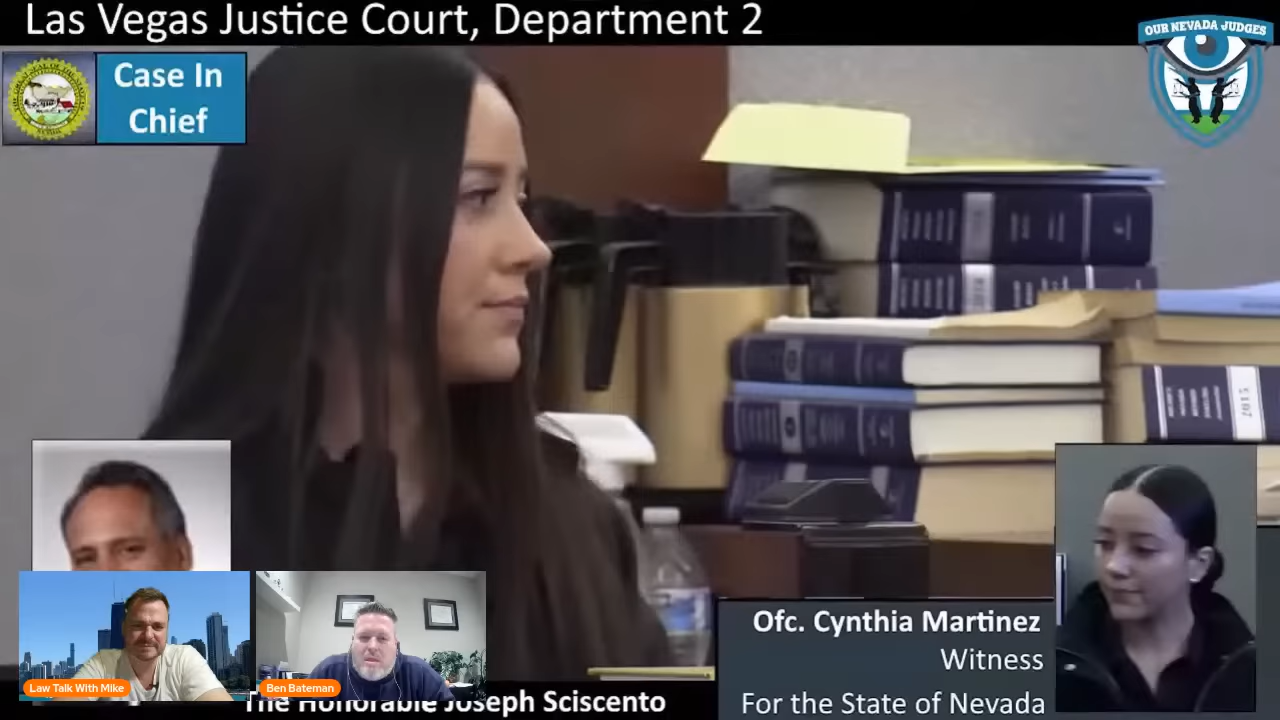 Las Vegas Justice Court, Department 2
OUR NEVADA JUDGES
Case In
Chief
2015
Ofc. Cynthia Martinez
Witness
For the State of Nevada
Law Talk With Mike
Ben Bateman
The Honorable Joseph Sciscento